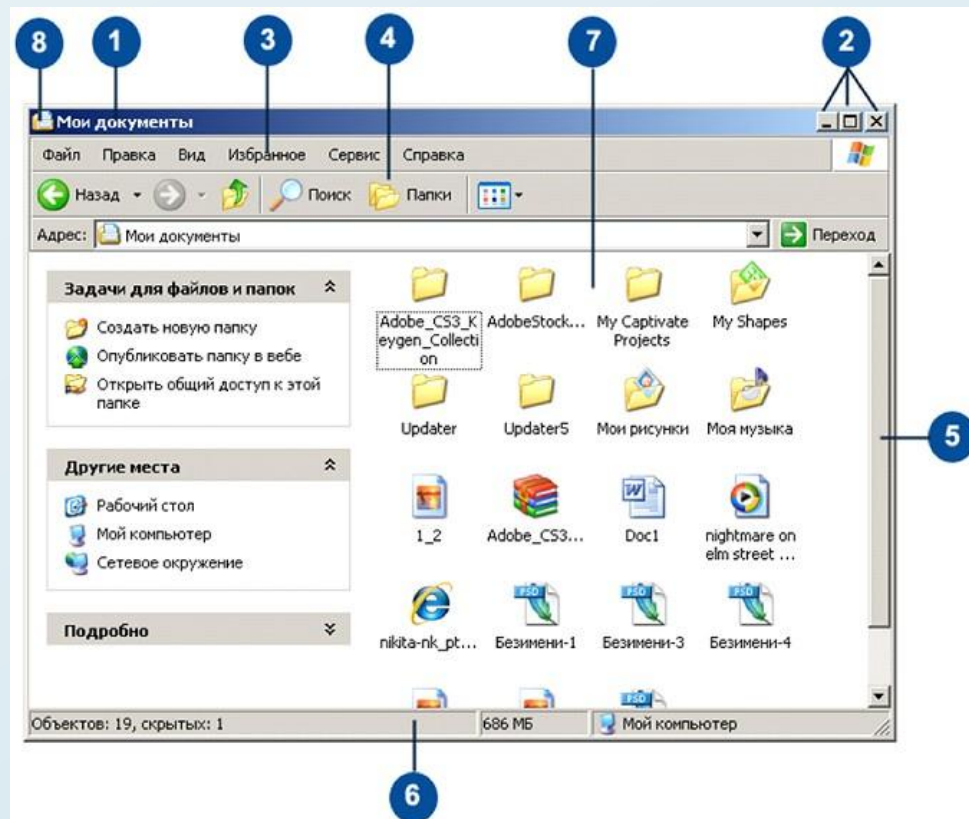 8 1 3 4 7 2
Мои документы
Файл Правка Вид Избранное Сервис Справка
Назад Поиск Папки
Адрес: Мои документы Переход
Задачи для файлов и папок
Создать новую папку
Опубликовать папку в вебе
Открыть общий доступ к этой
папке
Другие места
Рабочий стол
Мой компьютер
Сетевое окружение
Подробно
Adobe_CS3_K
eygen_Collecti
on
AdobeStock...
My Captivate
Projects
My Shapes
Updater
Updater5
Мои рисунки
Моя музыка
5
1_2
Adobe_CS3...
Doc1
nightmare on
elm street ...
nikita-nk_pt...
PSD
Безимени-1
PSD
Безимени-3
PSD
Безимени-4
PSD
Объектов: 19, скрытых: 1 686 МБ Мой компьютер
6